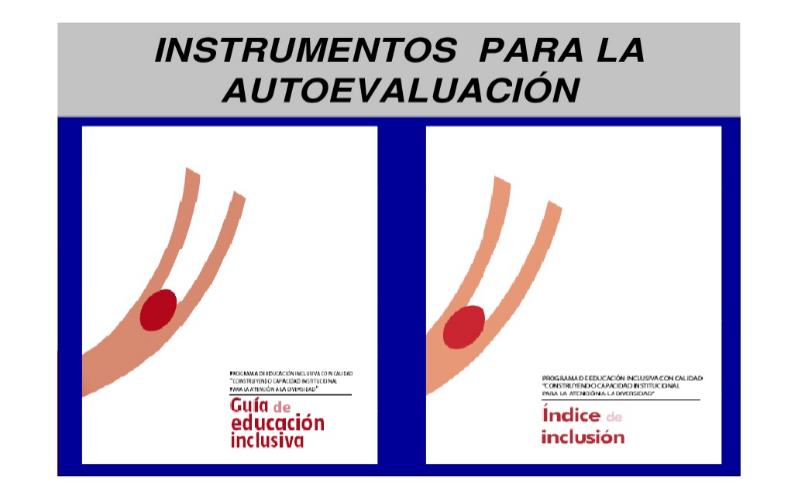 INSTRUMENTOS PARA LA
AUTOEVALUACIÓN
PROGRAMA DE EDUCACIÓN INCLUSIVA CON CALIDAD
"CONSTRUYENDO CAPACIDAD INSTITUCIONAL
PARA LA ATENCIÓN A LA DIVERSIDAD"
Guía de
educación
inclusiva
PROGRAMA DE EDUCACIÓN INCLUSIVA CON CALIDAD
"CONSTRUYENDO CAPACIDAD INSTITUCIONAL
PARA LA ATENCIÓN A LA DIVERSIDAD"
Índice de
inclusión